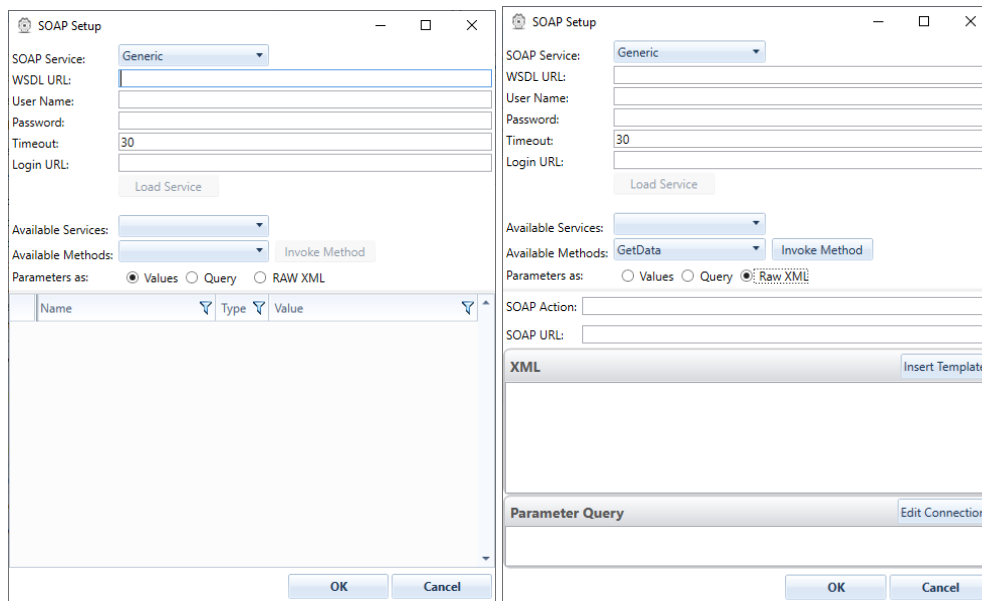 SOAP Setup
SOAP Service: Generic
WSDL URL:
User Name:
Password:
Timeout: 30
Login URL:
Load Service
Available Services:
Available Methods: Invoke Method
Parameters as: Values Query RAW XML
Name Type Value
OK Cancel
SOAP Setup
SOAP Service: Generic
WSDL URL:
User Name:
Password:
Timeout: 30
Login URL:
Load Service
Available Services:
Available Methods: GetData Invoke Method
Parameters as: Values Query Raw XML
SOAP Action:
SOAP URL:
XML Insert Template
Parameter Query Edit Connection
OK Cancel